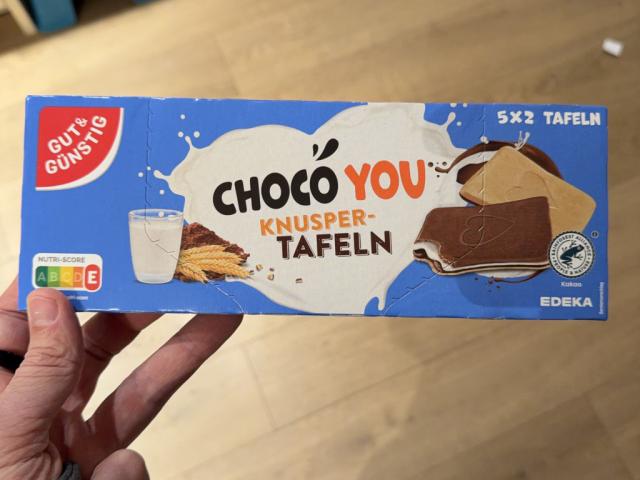 GUT&
GÜNSTIG
5X2 TAFELN
CHOCO YOU
KNUSPER-
TAFELN
NUTRI-SCORE
A B C D E
Kakao
EDEKA